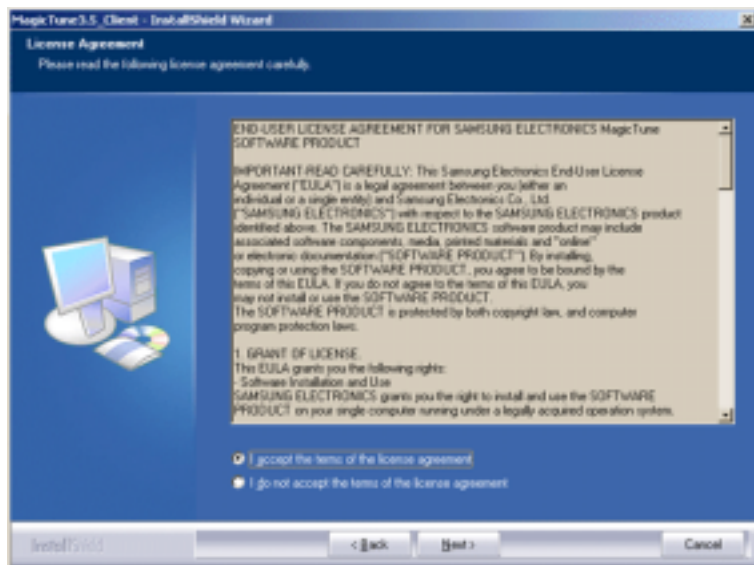 MagicTune3.5_Client - InstallShield Wizard
License Agreement
Please read the following license agreement carefully.
END-USER LICENSE AGREEMENT FOR SAMSUNG ELECTRONICS MagicTune
SOFTWARE PRODUCT
IMPORTANT-READ CAREFULLY: This Samsung Electronics End-User License
Agreement ("EULA") is a legal agreement between you (either an
individual or a single entity) and Samsung Electronics Co., Ltd.
("SAMSUNG ELECTRONICS") with respect to the SAMSUNG ELECTRONICS product
identified above. The SAMSUNG ELECTRONICS software product may include
associated software components, media, printed materials and "online"
or electronic documentation ("SOFTWARE PRODUCT"). By installing,
copying or using the SOFTWARE PRODUCT, you agree to be bound by the
terms of this EULA. If you do not agree to the terms of this EULA, you
may not install or use the SOFTWARE PRODUCT.
The SOFTWARE PRODUCT is protected by both copyright law, and computer
program protection laws.
1. GRANT OF LICENSE.
This EULA grants you the following rights:
- Software Installation and Use
SAMSUNG ELECTRONICS grants you the right to install and use the SOFTWARE
PRODUCT on your single computer running under a legally acquired operation system.
I accept the terms of the license agreement
I do not accept the terms of the license agreement
InstallShield
< Back
Next >
Cancel